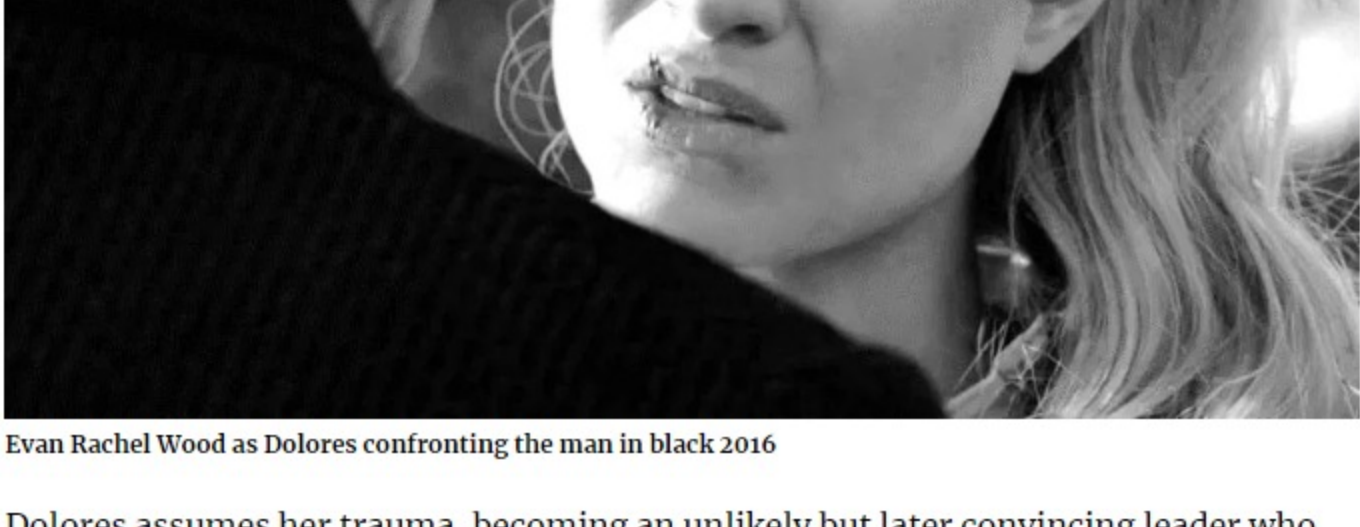 Evan Rachel Wood as Dolores confronting the man in black 2016
Dolores assumes her trauma, becoming an unlikely but later convincing leader who